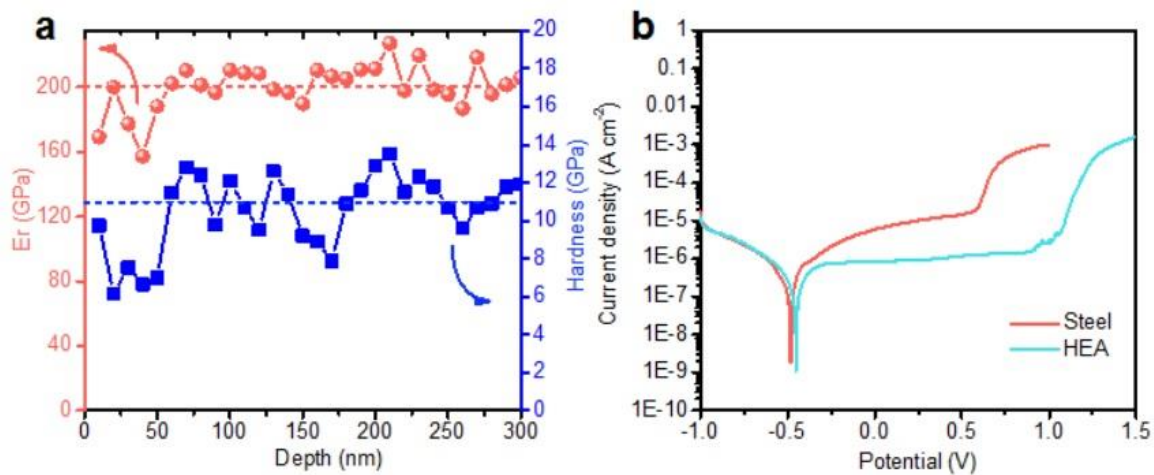 a
Er (GPa)
200
160
120
80
40
0
20
18
16
14
12
10
8
6
4
2
0
Hardness (GPa)
0 50 100 150 200 250 300
Depth (nm)
b
Current density (A cm⁻²)
1
0.1
0.01
1E-3
1E-4
1E-5
1E-6
1E-7
1E-8
1E-9
1E-10
Steel
HEA
-1.0 -0.5 0.0 0.5 1.0 1.5
Potential (V)